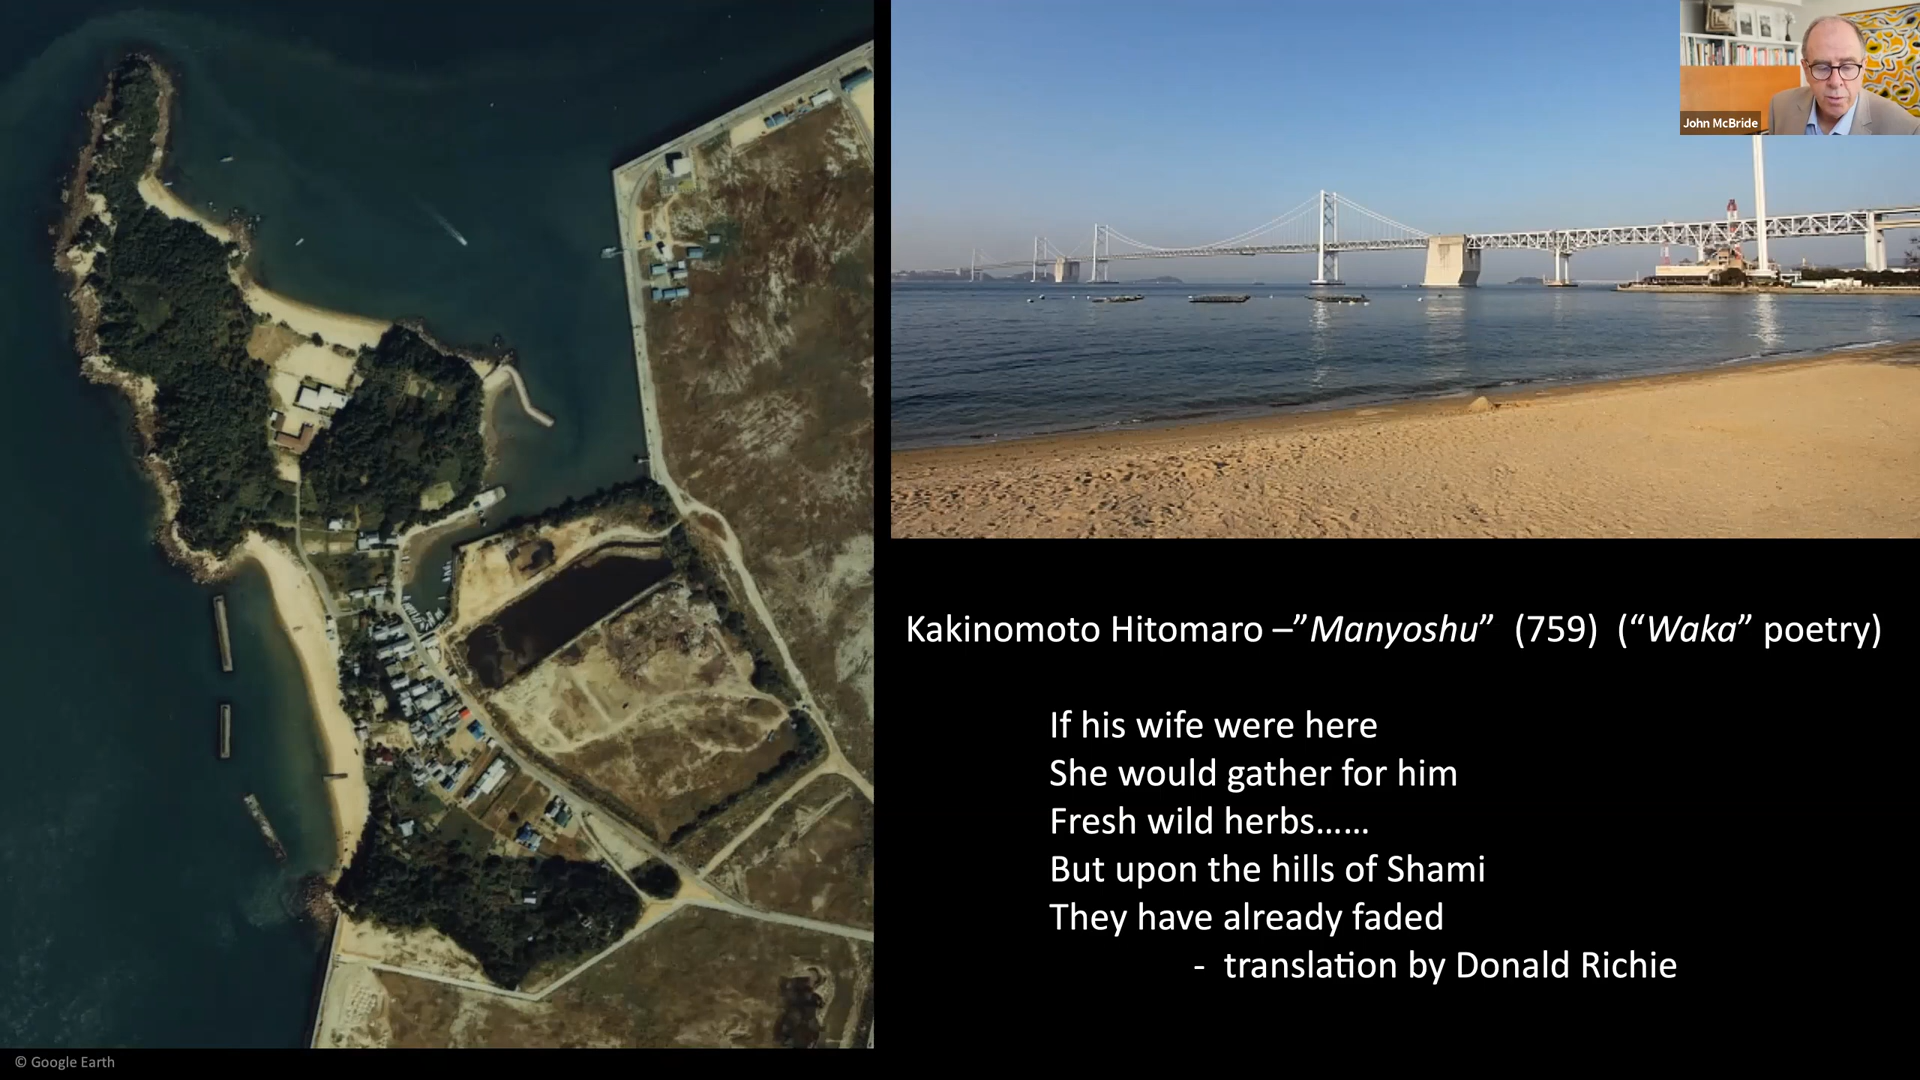 John McBride
Kakinomoto Hitomaro –”Manyoshu” (759) (“Waka” poetry)
If his wife were here
She would gather for him
Fresh wild herbs……
But upon the hills of Shami
They have already faded
- translation by Donald Richie
© Google Earth